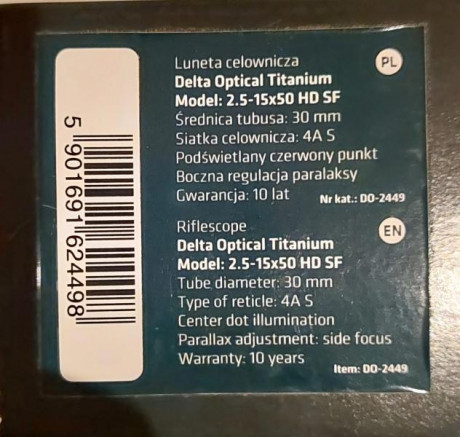 Luneta celownicza
PL
Delta Optical Titanium
Model: 2.5-15x50 HD SF
Średnica tubusa: 30 mm
Siatka celownicza: 4A S
Podświetlany czerwony punkt
Boczna regulacja paralaksy
Gwarancja: 10 lat
Nr kat.: DO-2449
Riflescope
EN
Delta Optical Titanium
Model: 2.5-15x50 HD SF
Tube diameter: 30 mm
Type of reticle: 4A S
Center dot illumination
Parallax adjustment: side focus
Warranty: 10 years
Item: DO-2449
5 901691 624498